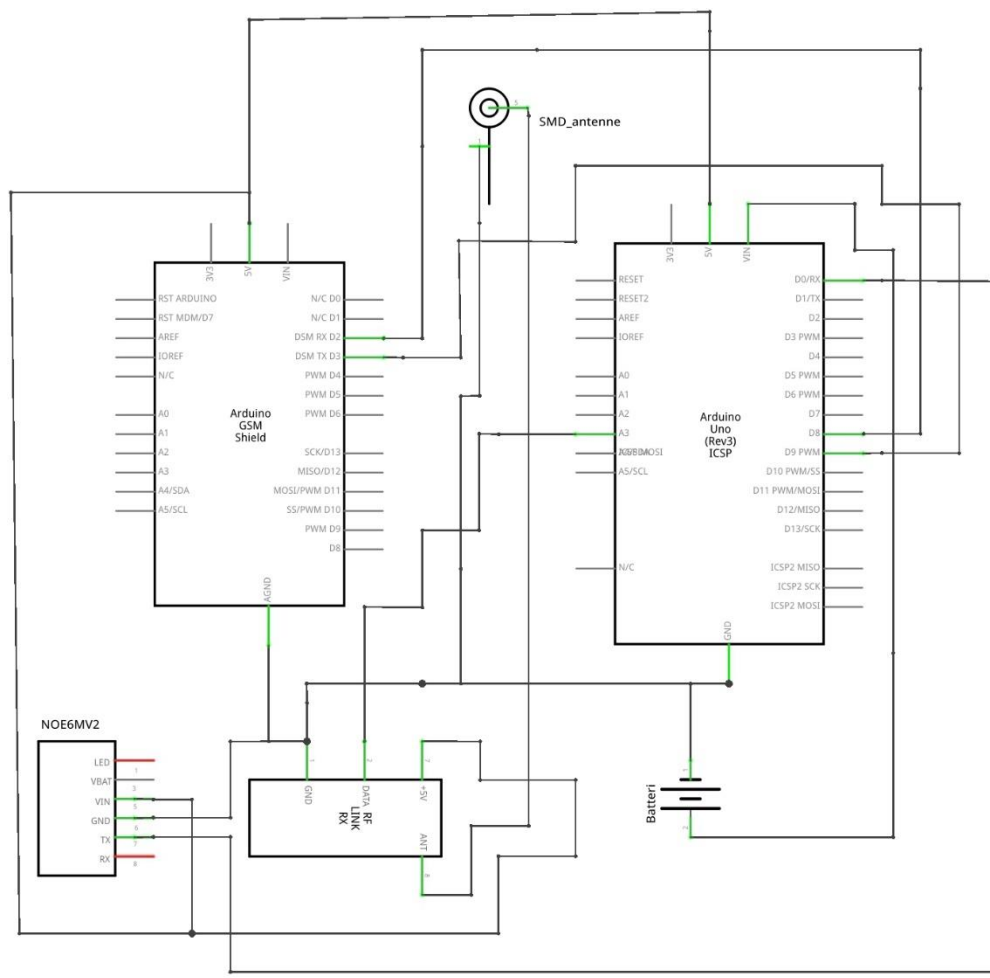 SMD_antenne
3V3
5V
VIN
RST ARDUINO
RST MDM/D7
AREF
IOREF
N/C
A0
A1
A2
A3
A4/SDA
A5/SCL
N/C D0
N/C D1
DSM RX D2
DSM TX D3
PWM D4
PWM D5
PWM D6
SCK/D13
MISO/D12
MOSI/PWM D11
SS/PWM D10
PWM D9
D8
Arduino
GSM
Shield
AGND
3V3
5V
VIN
RESET
RESET2
AREF
IOREF
A0
A1
A2
A3
A5/SCL
N/C
D0/RX
D1/TX
D2
D3 PWM
D4
D5 PWM
D6 PWM
D7
D8
D9 PWM
D10 PWM/SS
D11 PWM/MOSI
D12/MISO
D13/SCK
ICSP2 MISO
ICSP2 SCK
ICSP2 MOSI
Arduino
Uno
(Rev3)
ICSP
GND
NOE6MV2
LED
VBAT
VIN
GND
TX
RX
1
3
5
6
7
8
GND
DATA
+5V
ANT
RF
LINK
RX
Batteri